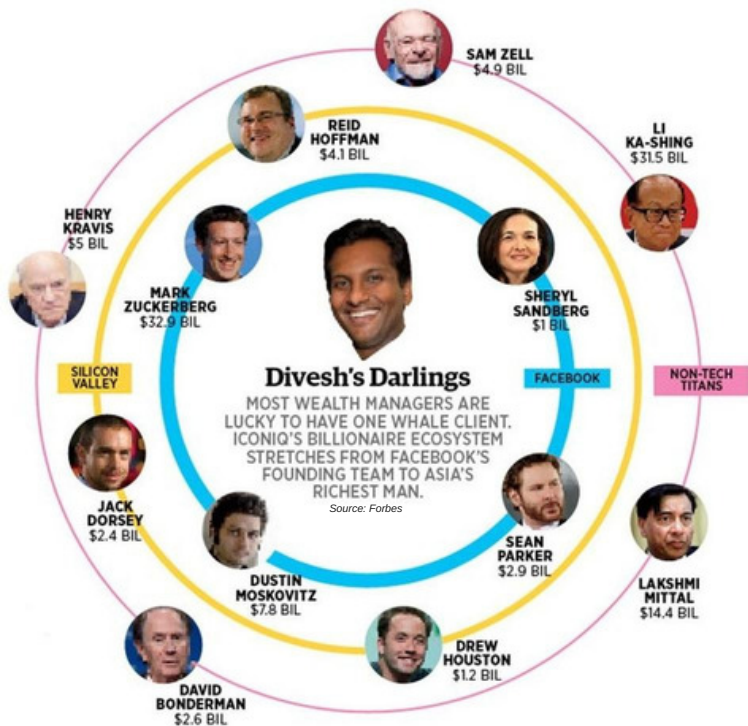 SAM ZELL
$4.9 BIL
REID
HOFFMAN
$4.1 BIL
LI
KA-SHING
$31.5 BIL
HENRY
KRAVIS
$5 BIL
MARK
ZUCKERBERG
$32.9 BIL
SHERYL
SANDBERG
$1 BIL
SILICON
VALLEY
FACEBOOK
NON-TECH
TITANS
Divesh's Darlings
MOST WEALTH MANAGERS ARE
LUCKY TO HAVE ONE WHALE CLIENT.
ICONIQ'S BILLIONAIRE ECOSYSTEM
STRETCHES FROM FACEBOOK'S
FOUNDING TEAM TO ASIA'S
RICHEST MAN.
Source: Forbes
JACK
DORSEY
$2.4 BIL
SEAN
PARKER
$2.9 BIL
DUSTIN
MOSKOVITZ
$7.8 BIL
LAKSHMI
MITTAL
$14.4 BIL
DREW
HOUSTON
$1.2 BIL
DAVID
BONDERMAN
$2.6 BIL